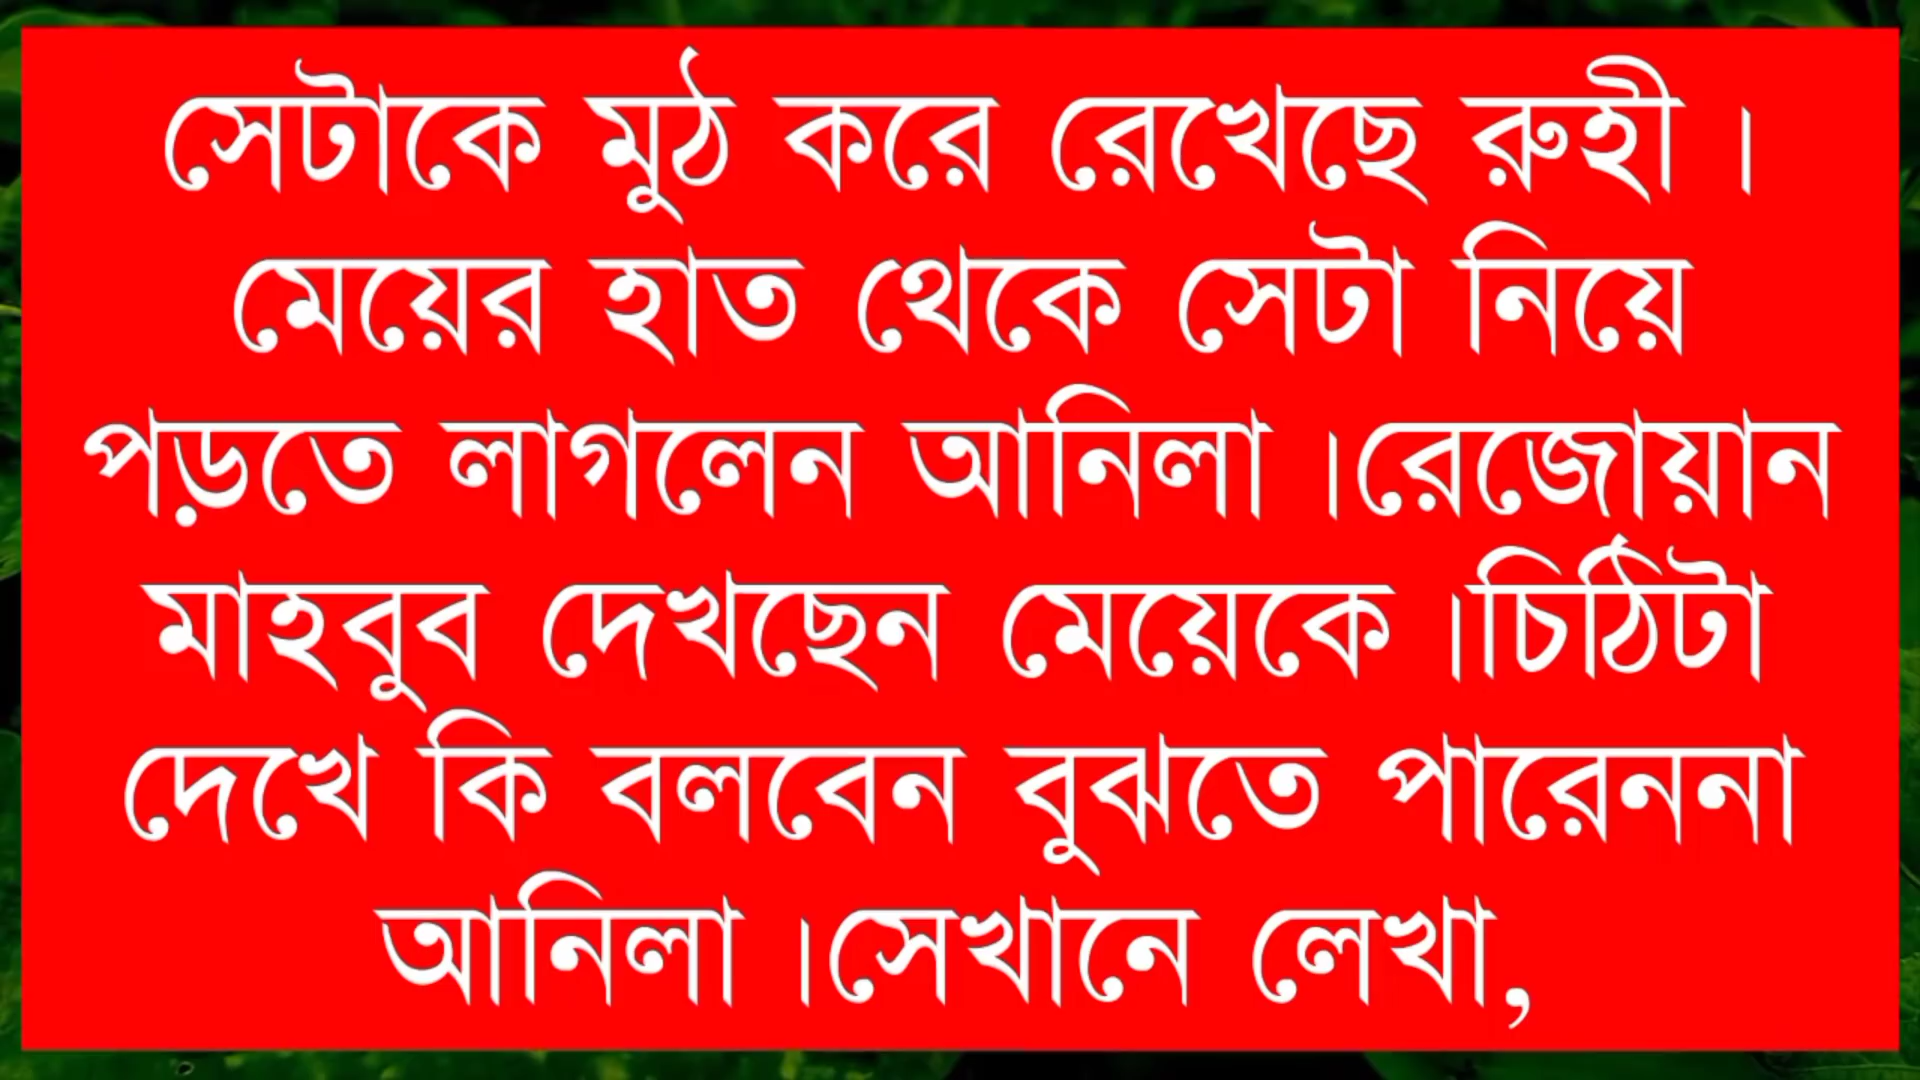 সেটাকে মুঠ করে রেখেছে রুহী ।
মেয়ের হাত থেকে সেটা নিয়ে
পড়তে লাগলেন আনিলা ।রেজোয়ান
মাহবুব দেখছেন মেয়েকে ।চিঠিটা
দেখে কি বলবেন বুঝতে পারেননা
আনিলা ।সেখানে লেখা,